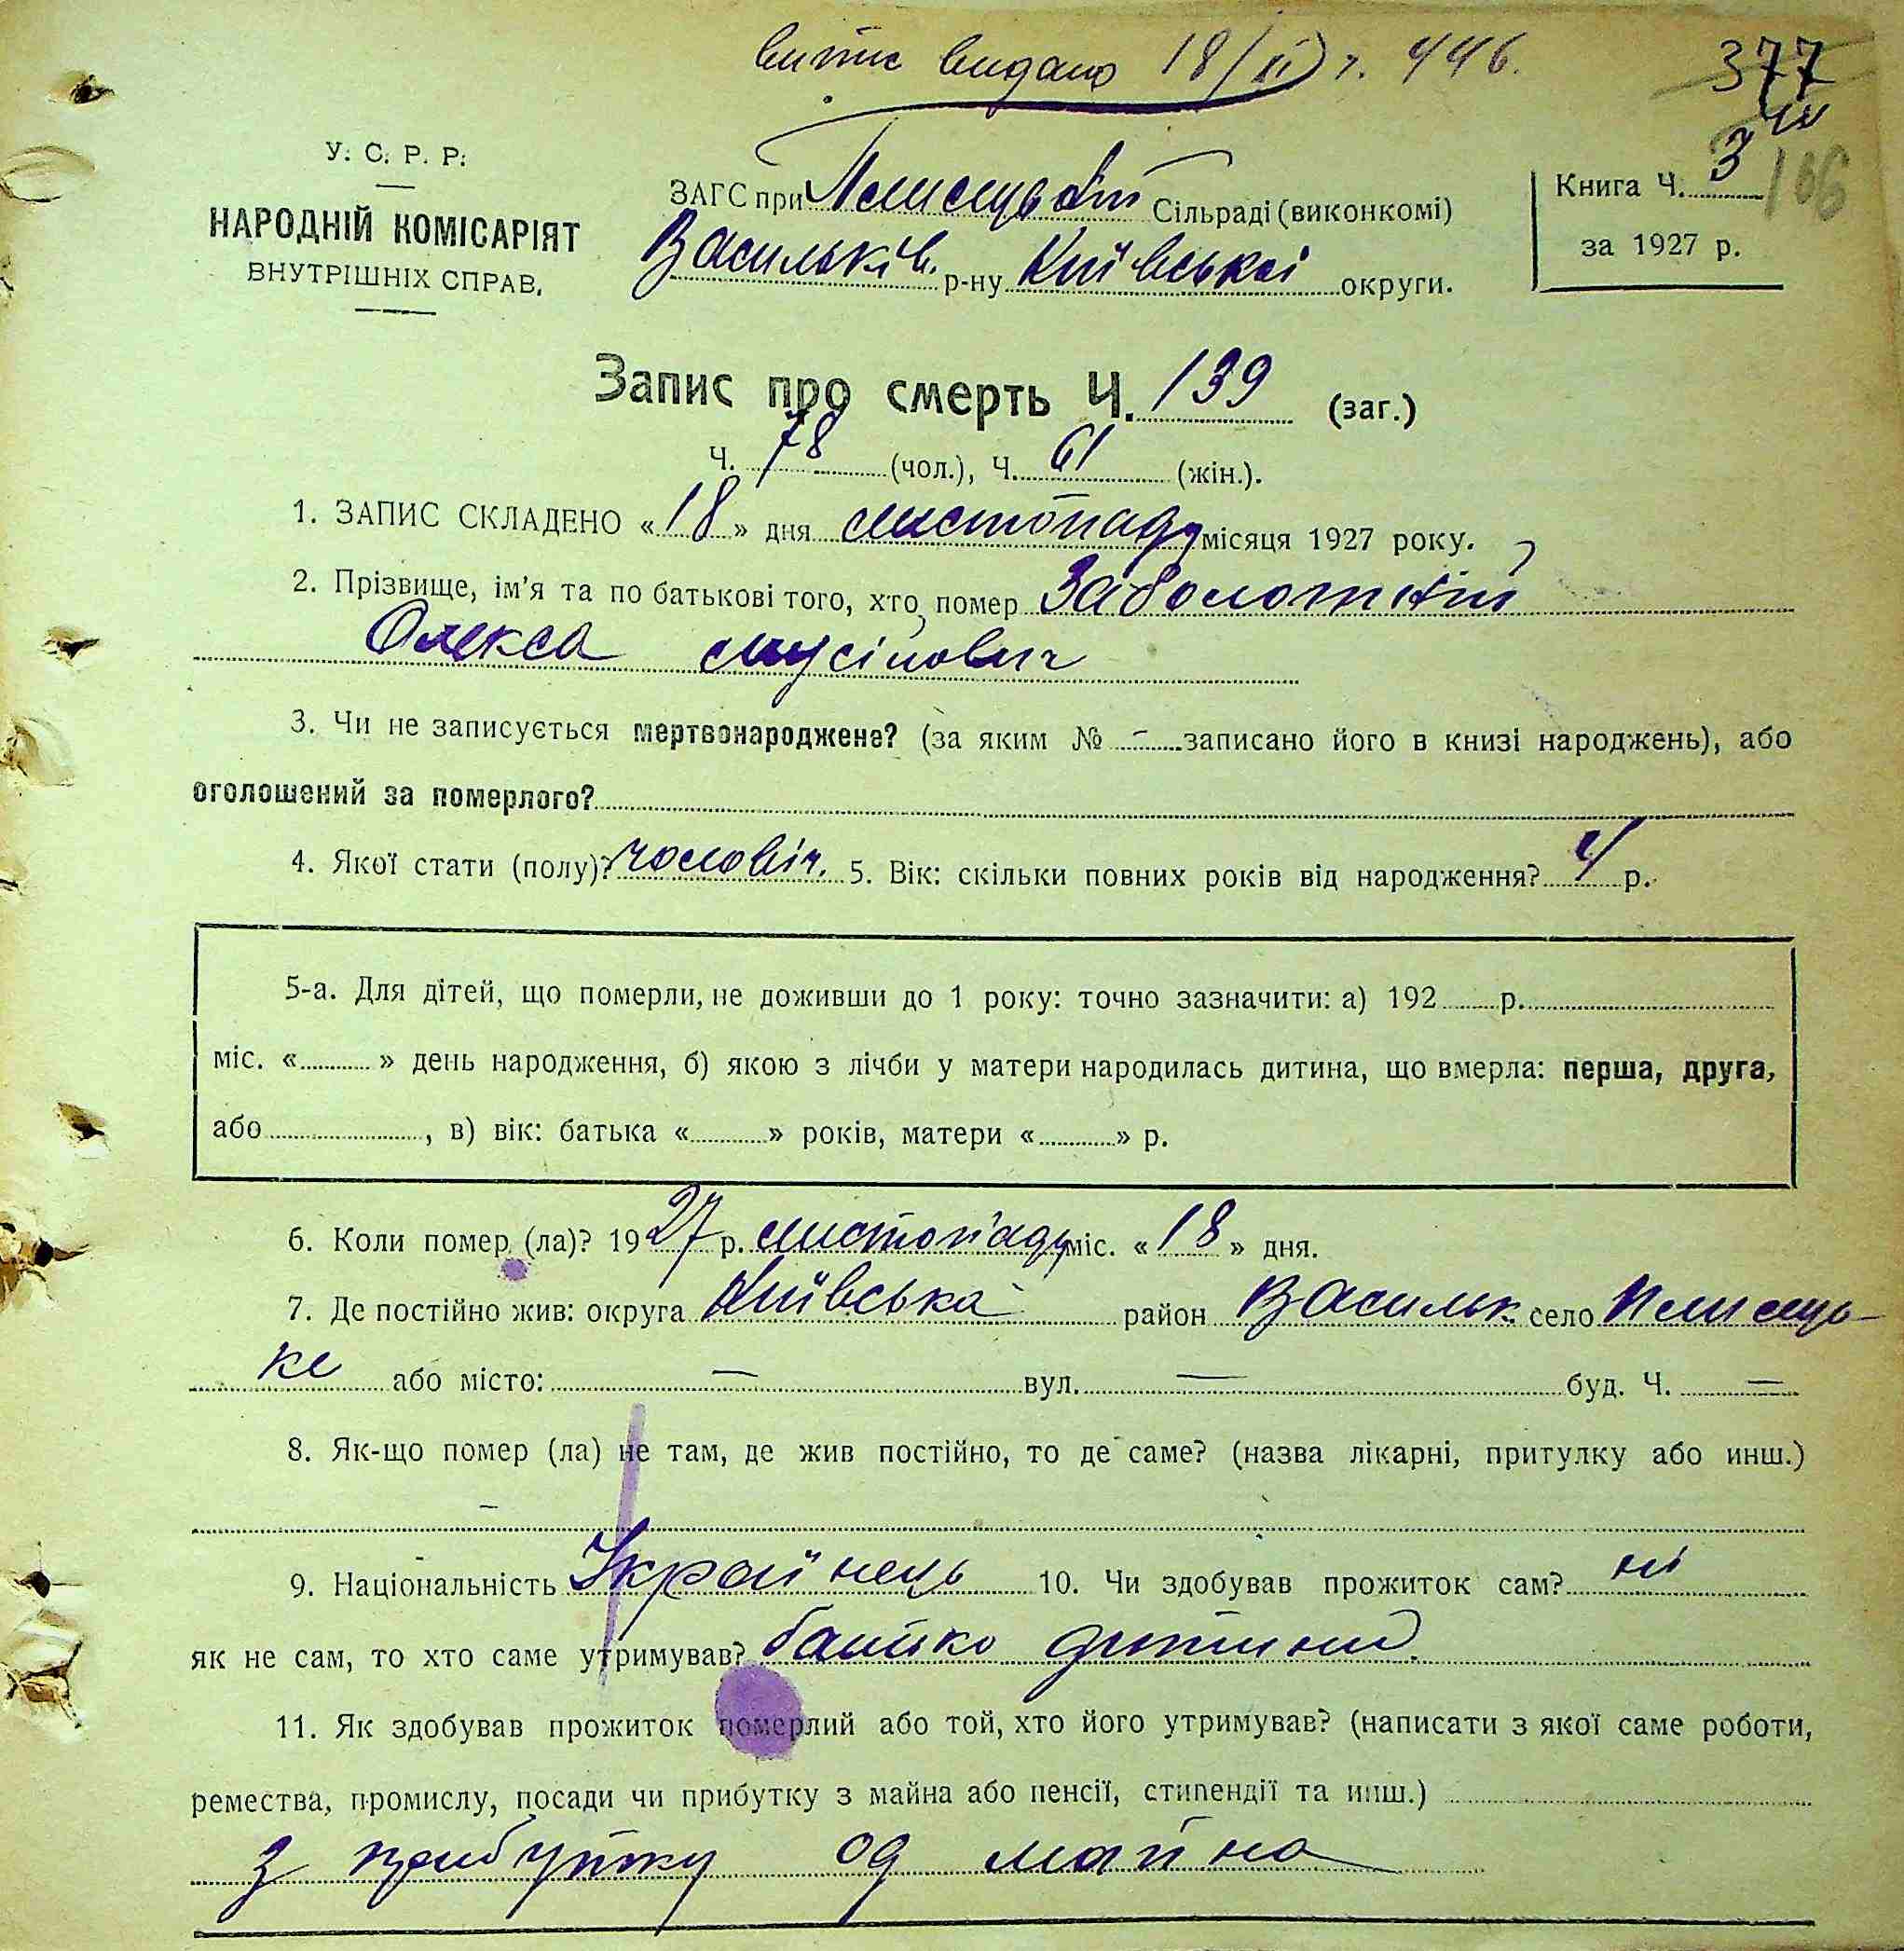 витис видано 18/XI г. 446.
377
У. С. Р. Р.
НАРОДНІЙ КОМІСАРІЯТ
ВНУТРІШНІХ СПРАВ.
ЗАГС при Плисецькій Сільраді (виконкомі)
Васильків. р-ну Київської округи.
Книга Ч. 3
166
за 1927 р.
Запис про смерть Ч. 139 (заг.)
Ч. 78 (чол.), Ч. 61 (жін.).
1. ЗАПИС СКЛАДЕНО «18» дня листопаду місяця 1927 року.
2. Прізвище, ім'я та по батькові того, хто помер Заболотній
Олекса Мусійович
3. Чи не записується мертвонароджене? (за яким № - записано його в книзі народжень), або
оголошений за померлого?
4. Якої стати (полу)? чоловіч. 5. Вік: скільки повних років від народження? 4 р.
5-а. Для дітей, що померли, не доживши до 1 року: точно зазначити: а) 192 р.
міс. « » день народження, б) якою з лічби у матери народилась дитина, що вмерла: перша, друга,
або , в) вік: батька « » років, матери « » р.
6. Коли помер (ла)? 1927 р. листопаду міс. «18» дня.
7. Де постійно жив: округа Київська район Васильк. село Плисець-
ке або місто: — вул. — буд. Ч. —
8. Як-що помер (ла) не там, де жив постійно, то де саме? (назва лікарні, притулку або инш.)
–
9. Національність Українець 10. Чи здобував прожиток сам? ні
як не сам, то хто саме утримував? батько дитини.
11. Як здобував прожиток померлий або той, хто його утримував? (написати з якої саме роботи,
ремества, промислу, посади чи прибутку з майна або пенсії, стипендії та инш.)
З прибутку од майна